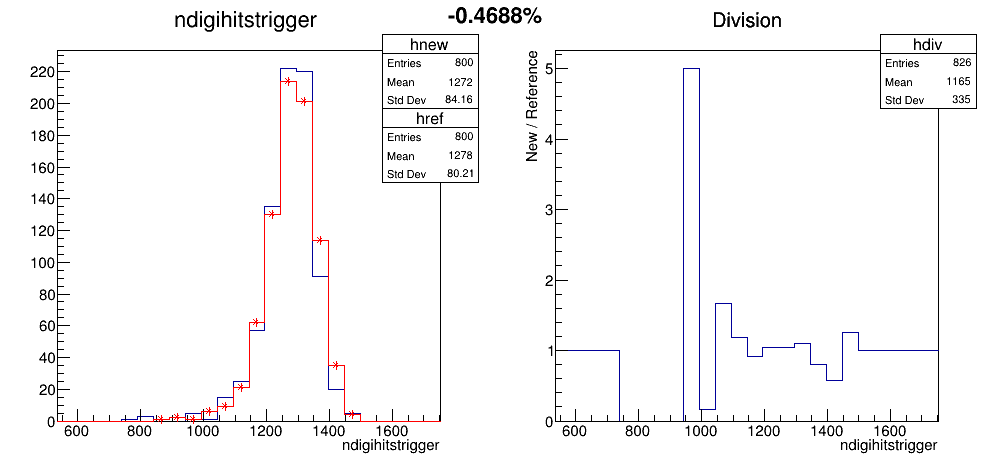 ndigihitstrigger
-0.4688%
Division
hnew
Entries 800
Mean 1272
Std Dev 84.16
href
Entries 800
Mean 1278
Std Dev 80.21
220
200
180
160
140
120
100
80
60
40
20
0
600 800 1000 1200 1400 1600
ndigihitstrigger
hdiv
Entries 826
Mean 1165
Std Dev 335
New / Reference
5
4
3
2
1
0
600 800 1000 1200 1400 1600
ndigihitstrigger